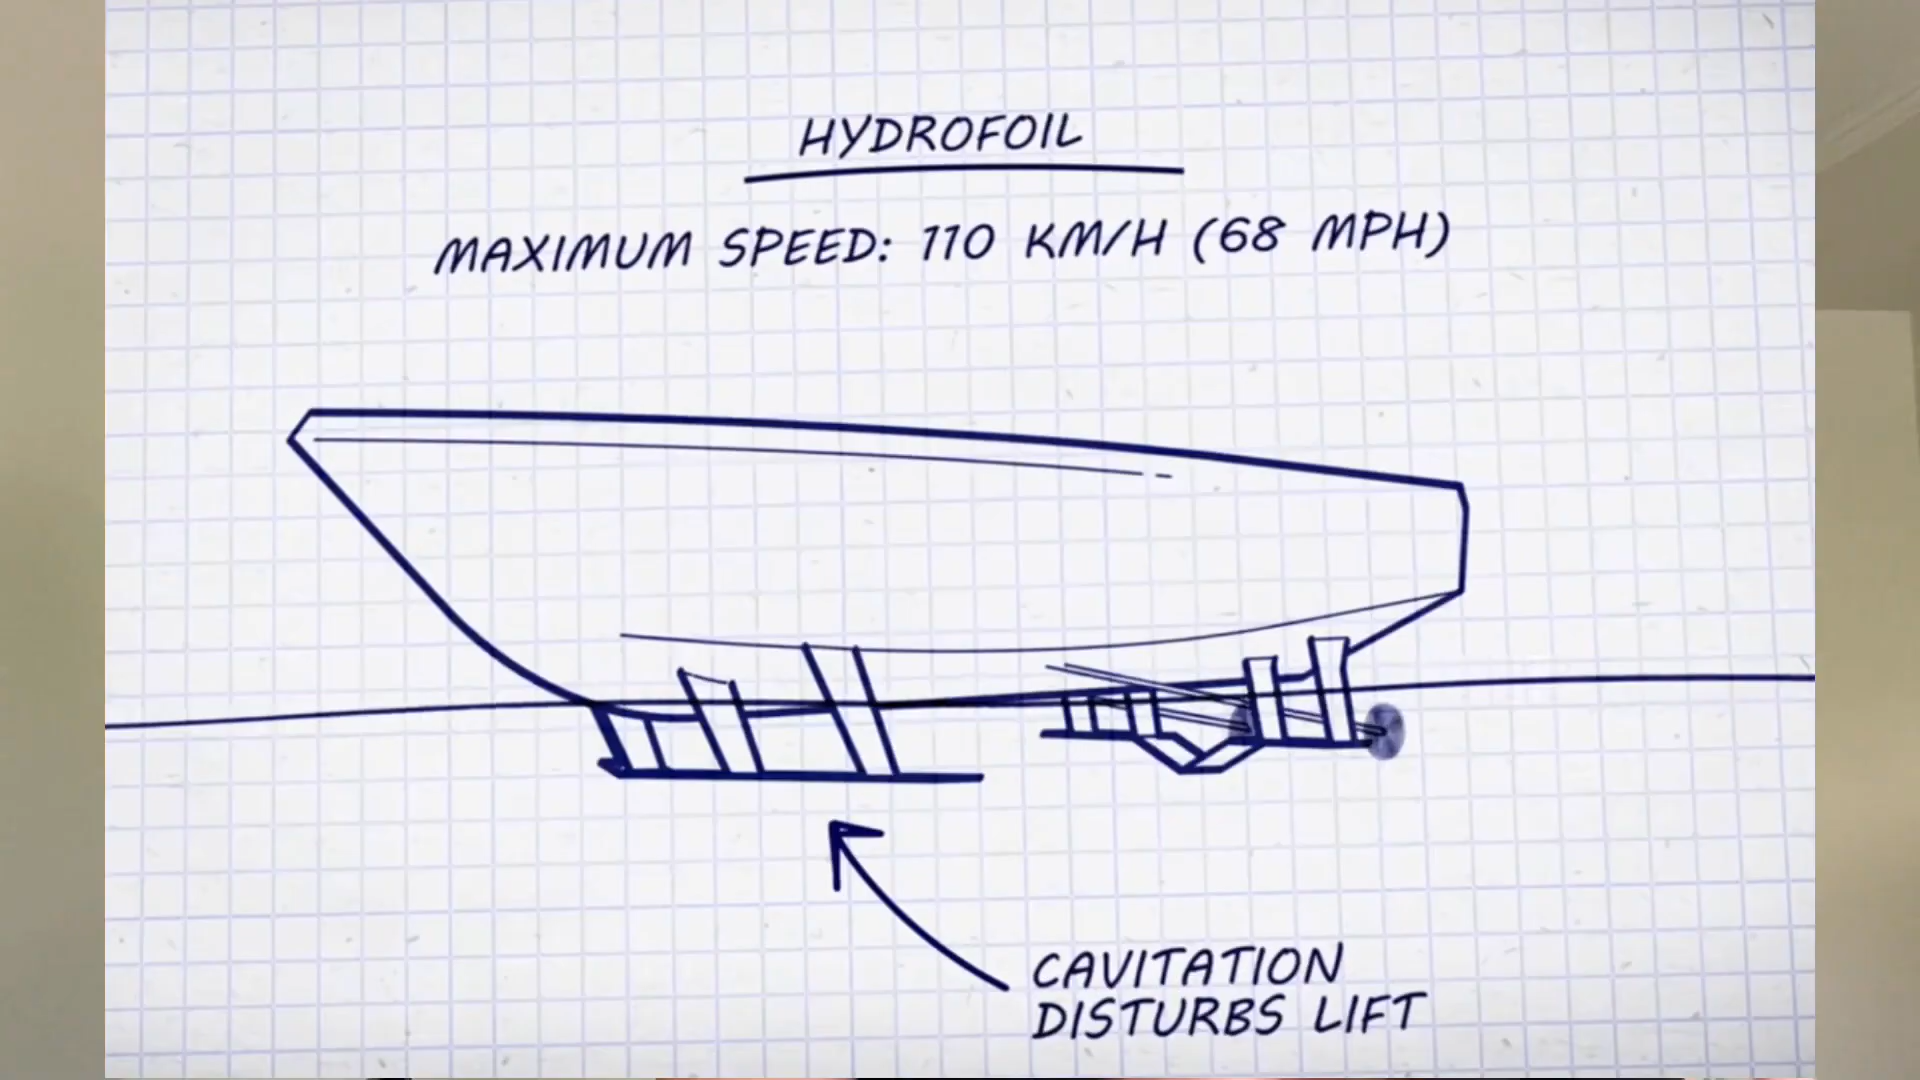 HYDROFOIL
MAXIMUM SPEED: 110 KM/H (68 MPH)
CAVITATION
DISTURBS LIFT